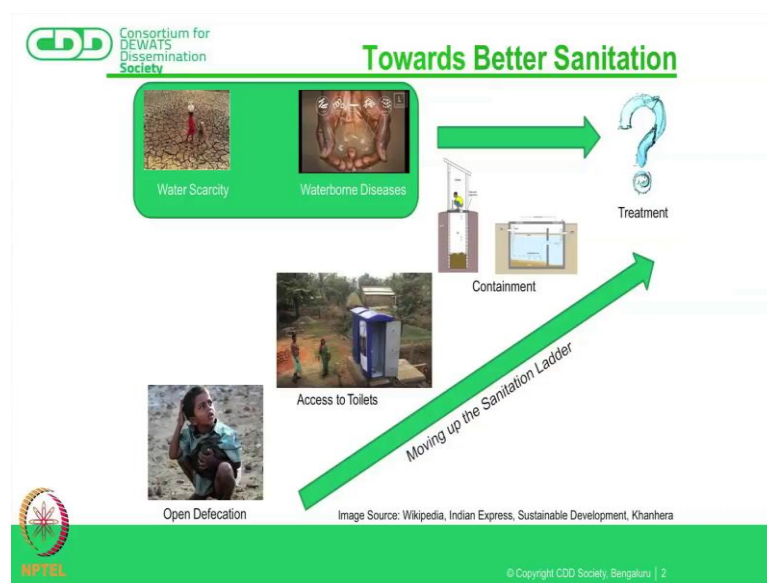 Consortium for
DEWATS
Dissemination
Society
Towards Better Sanitation
Water Scarcity
Waterborne Diseases
Treatment
Containment
Access to Toilets
Moving up the Sanitation Ladder
Open Defecation
Image Source: Wikipedia, Indian Express, Sustainable Development, Khanhera
NPTEL
© Copyright CDD Society, Bengaluru | 2